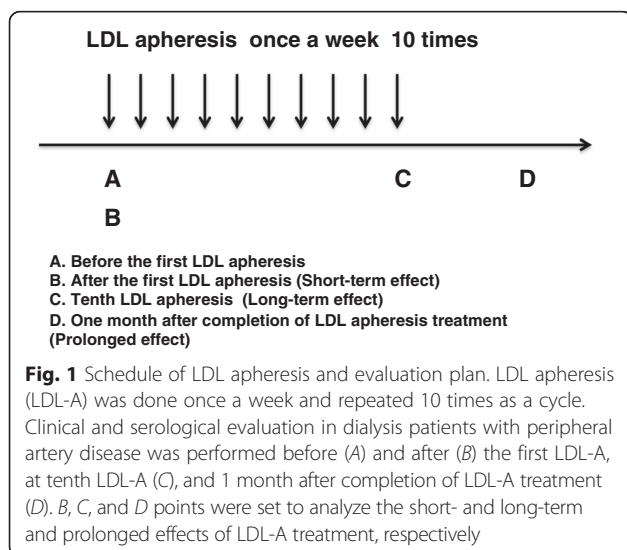 LDL apheresis once a week 10 times
A C D
B
A. Before the first LDL apheresis
B. After the first LDL apheresis (Short-term effect)
C. Tenth LDL apheresis (Long-term effect)
D. One month after completion of LDL apheresis treatment
(Prolonged effect)
Fig. 1 Schedule of LDL apheresis and evaluation plan. LDL apheresis
(LDL-A) was done once a week and repeated 10 times as a cycle.
Clinical and serological evaluation in dialysis patients with peripheral
artery disease was performed before (A) and after (B) the first LDL-A,
at tenth LDL-A (C), and 1 month after completion of LDL-A treatment
(D). B, C, and D points were set to analyze the short- and long-term
and prolonged effects of LDL-A treatment, respectively